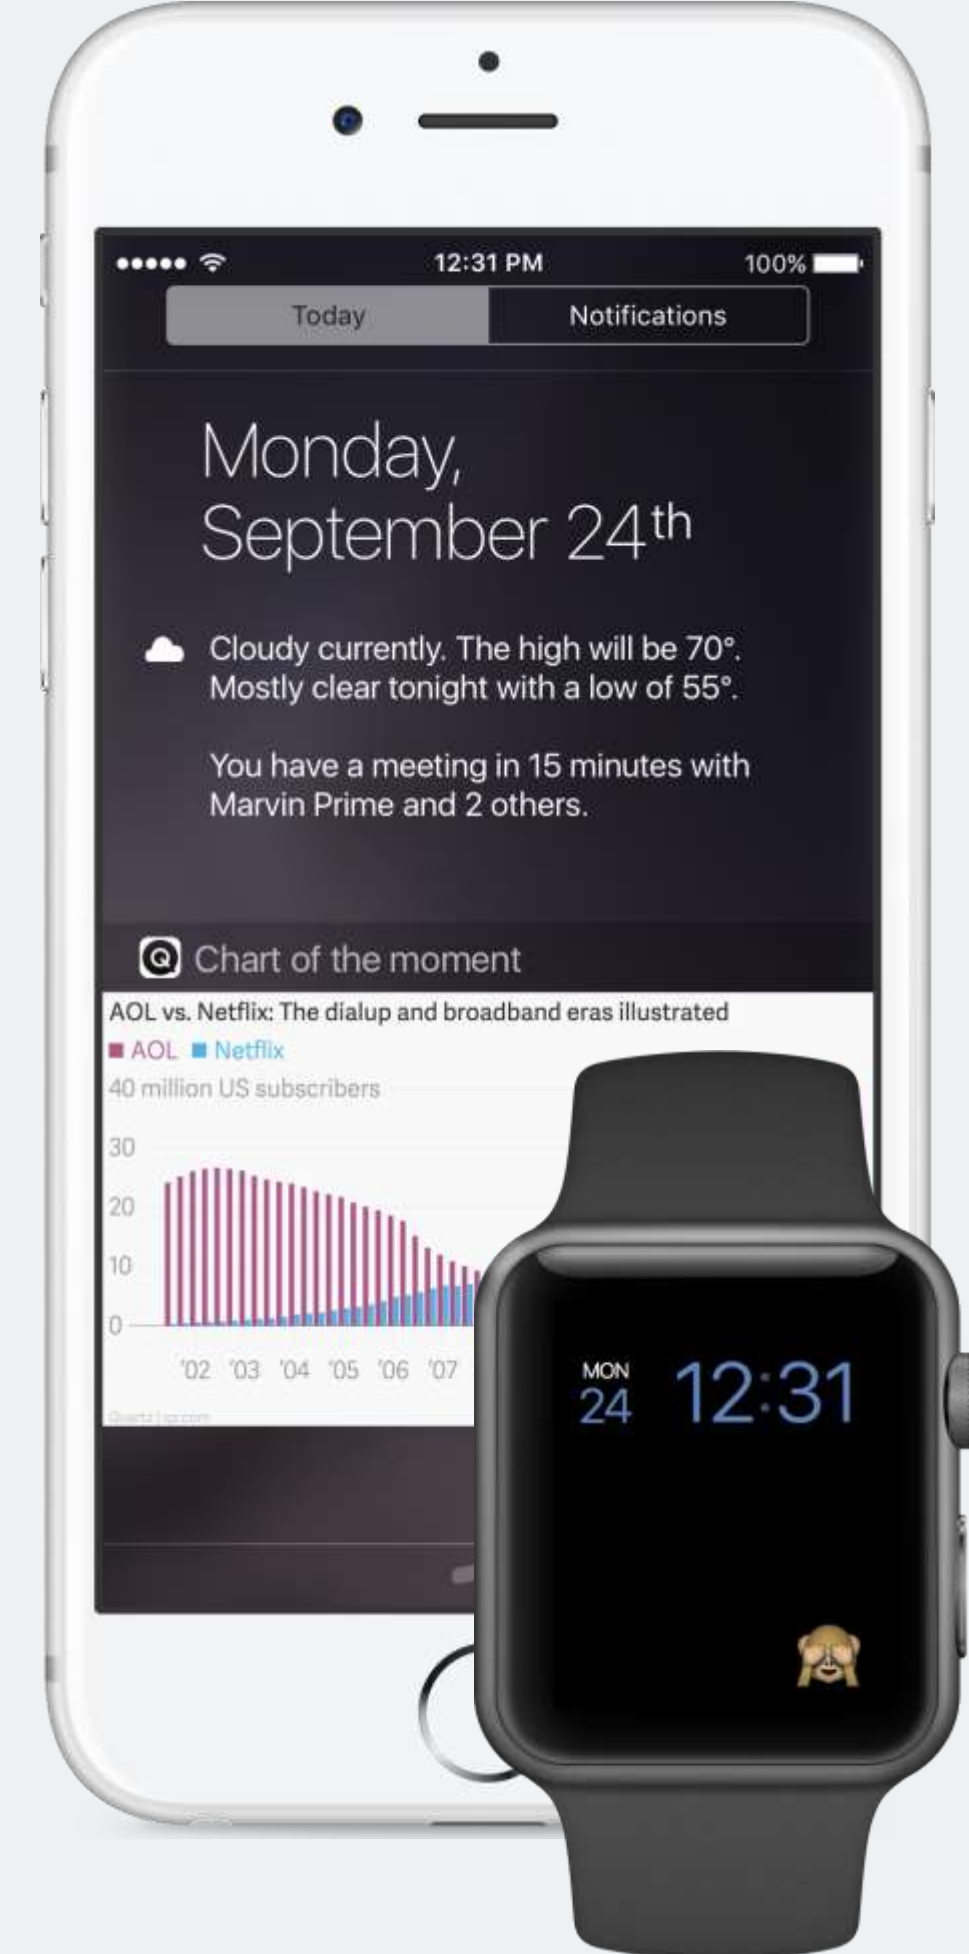 12:31 PM
100%
Today
Notifications
Monday,
September 24th
Cloudy currently. The high will be 70°.
Mostly clear tonight with a low of 55°.
You have a meeting in 15 minutes with
Marvin Prime and 2 others.
Q Chart of the moment
AOL vs. Netflix: The dialup and broadband eras illustrated
AOL Netflix
40 million US subscribers
30
20
10
0
'02 '03 '04 '05 '06 '07
Quartz | qz.com
MON
24
12:31